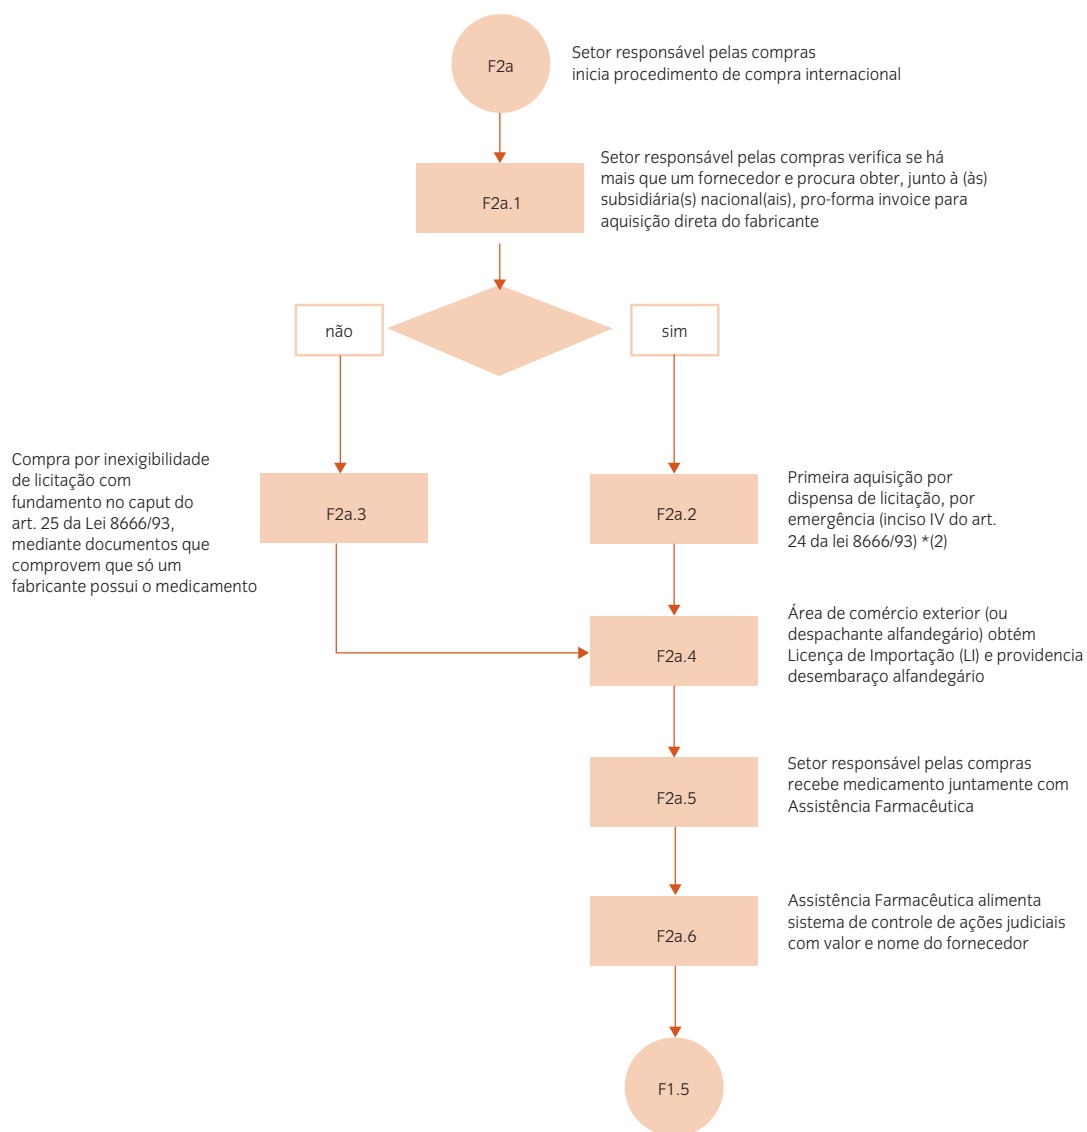 F2a
Setor responsável pelas compras
inicia procedimento de compra internacional
F2a.1
Setor responsável pelas compras verifica se há
mais que um fornecedor e procura obter, junto à (às)
subsidiária(s) nacional(ais), pro-forma invoice para
aquisição direta do fabricante
não
sim
Compra por inexigibilidade
de licitação com
fundamento no caput do
art. 25 da Lei 8666/93,
mediante documentos que
comprovem que só um
fabricante possui o medicamento
F2a.3
F2a.2
Primeira aquisição por
dispensa de licitação, por
emergência (inciso IV do art.
24 da lei 8666/93) *(2)
F2a.4
Área de comércio exterior (ou
despachante alfandegário) obtém
Licença de Importação (LI) e providencia
desembaraço alfandegário
F2a.5
Setor responsável pelas compras
recebe medicamento juntamente com
Assistência Farmacêutica
F2a.6
Assistência Farmacêutica alimenta
sistema de controle de ações judiciais
com valor e nome do fornecedor
F1.5